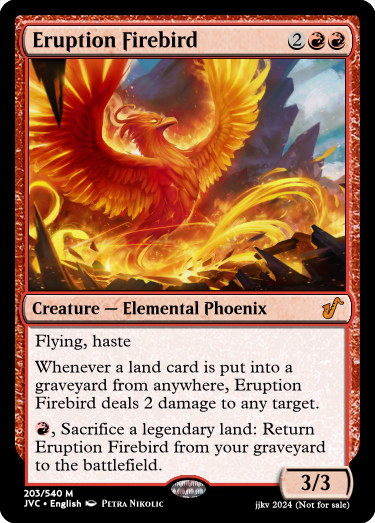 Eruption Firebird 2
Creature — Elemental Phoenix
Flying, haste
Whenever a land card is put into a
graveyard from anywhere, Eruption
Firebird deals 2 damage to any target.
, Sacrifice a legendary land: Return
Eruption Firebird from your graveyard
to the battlefield.
3/3
203/540 M
JVC • English Petra Nikolic
jjkv 2024 (Not for sale)